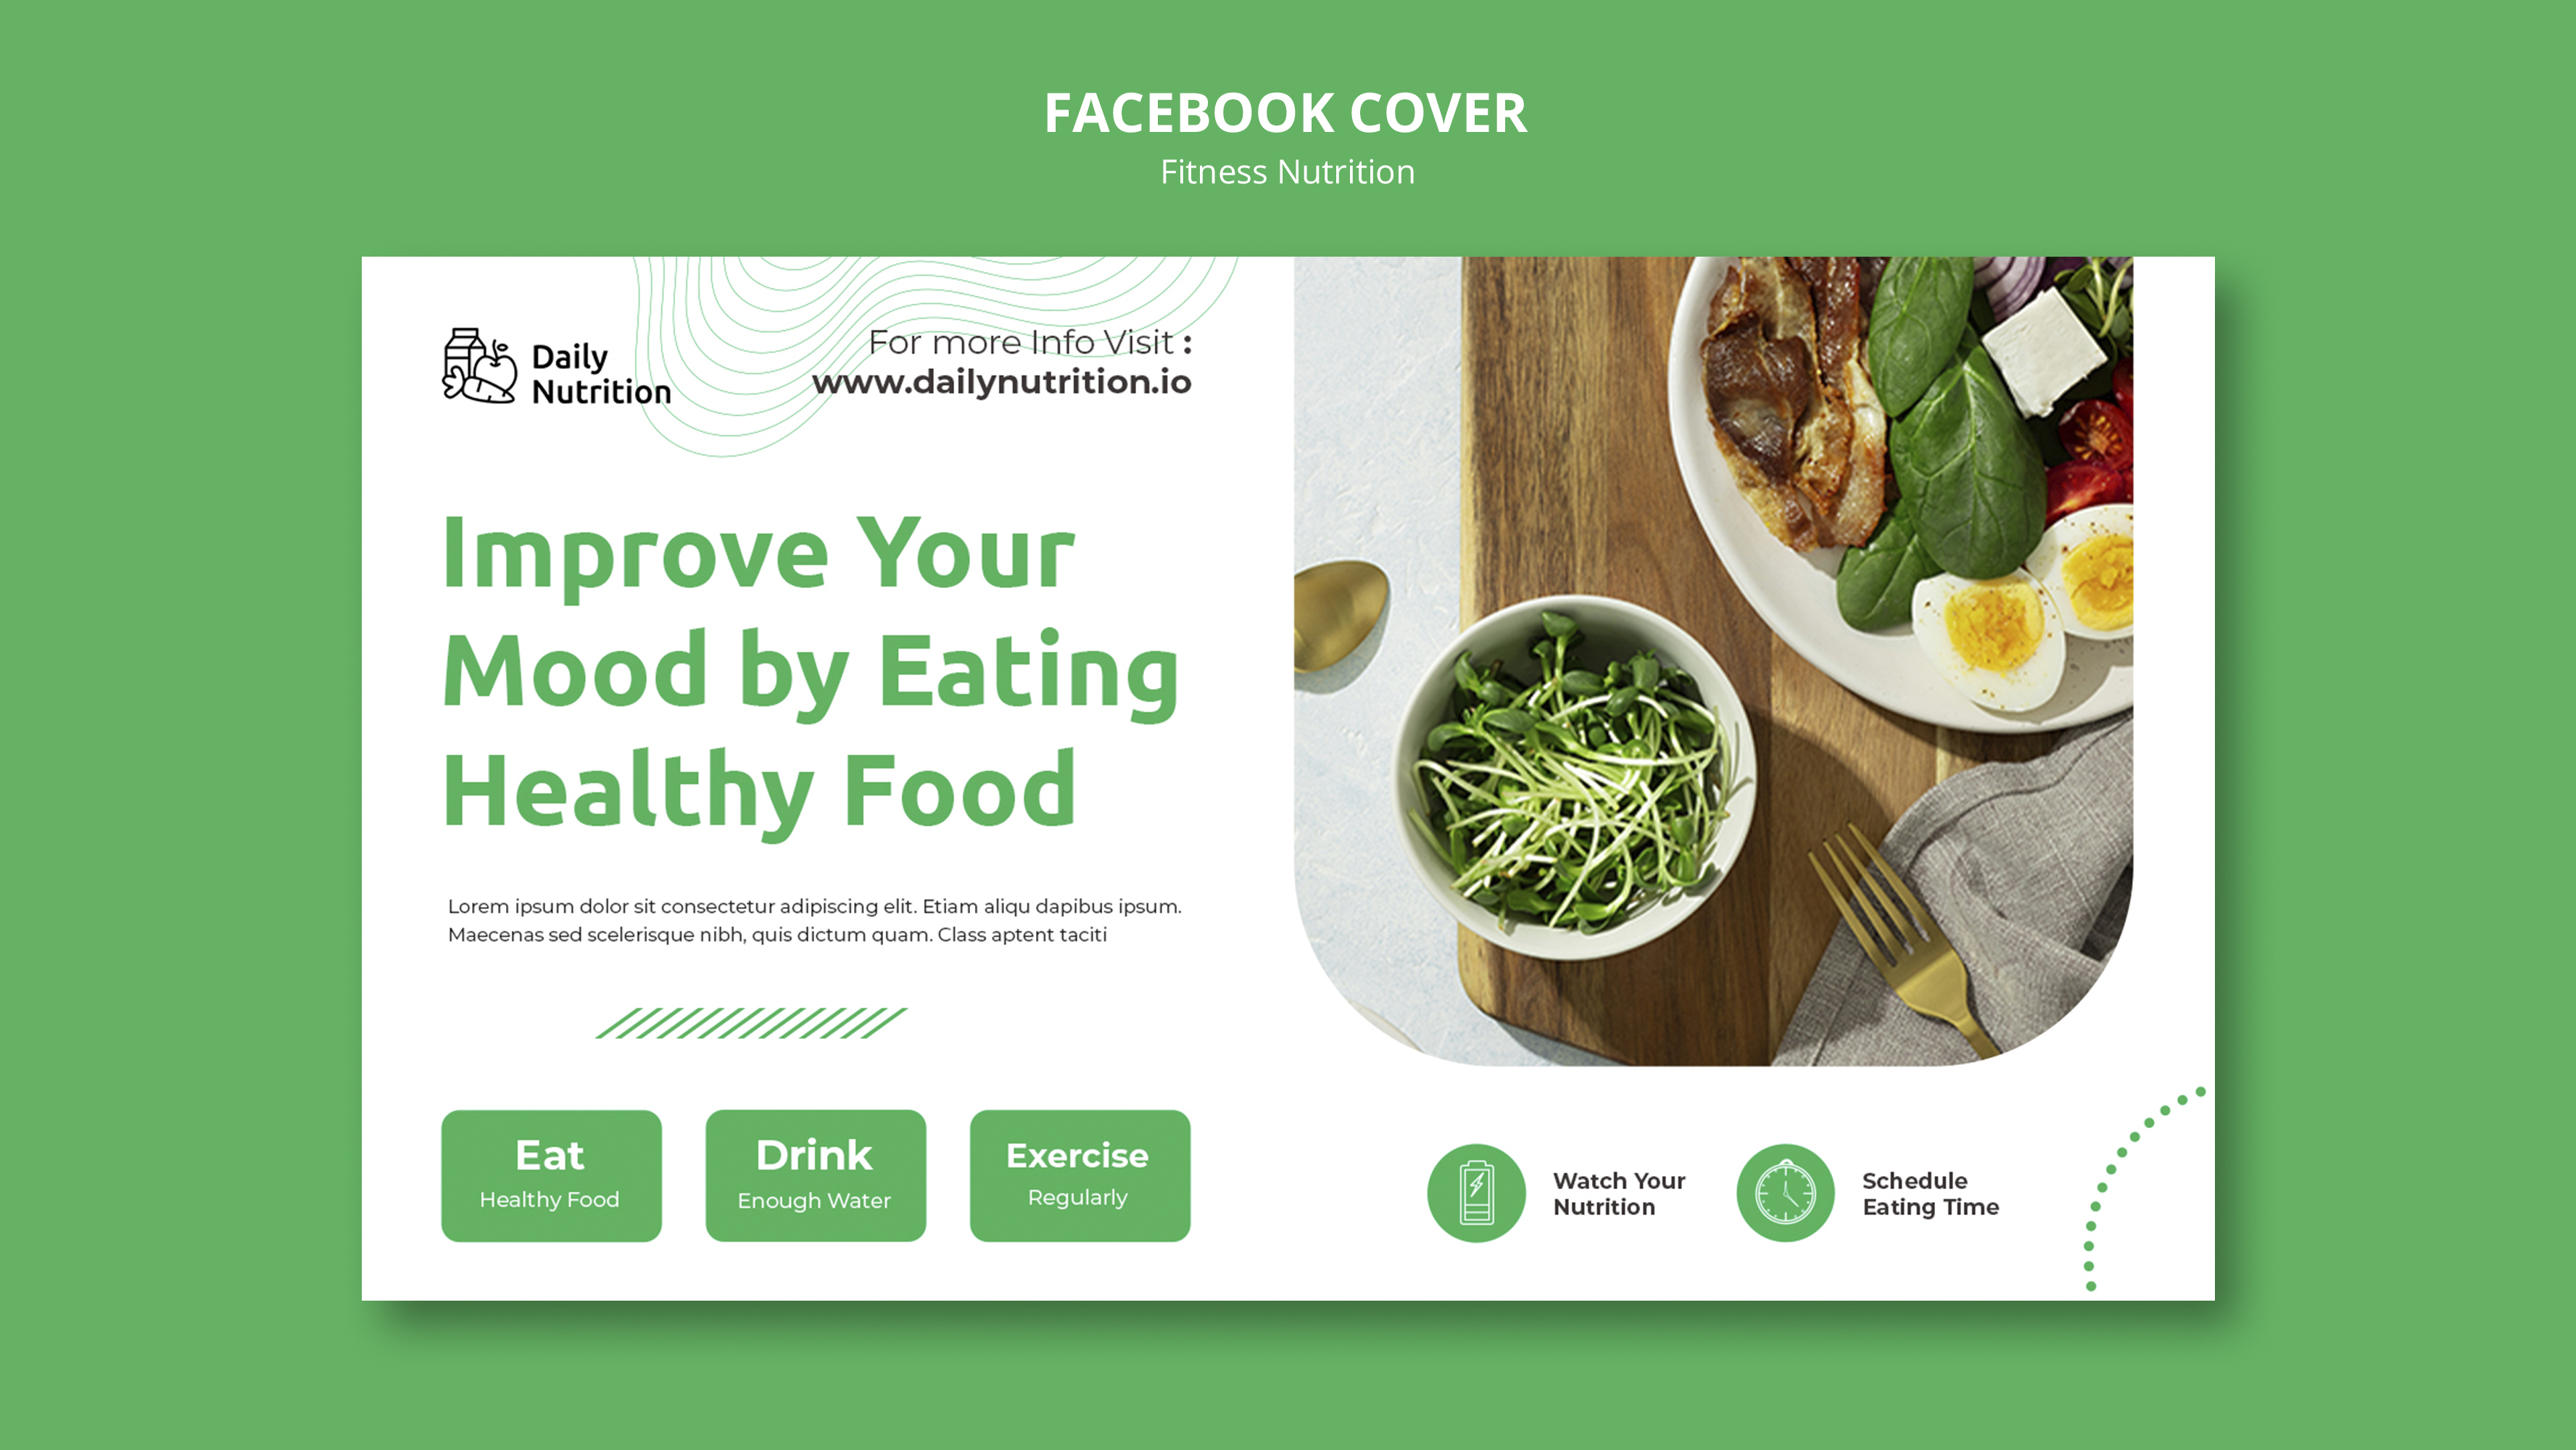 FACEBOOK COVER
Fitness Nutrition
Daily
Nutrition
For more Info Visit :
www.dailynutrition.io
Improve Your
Mood by Eating
Healthy Food
Lorem ipsum dolor sit consectetur adipiscing elit. Etiam aliqu dapibus ipsum.
Maecenas sed scelerisque nibh, quis dictum quam. Class aptent taciti
Eat
Healthy Food
Drink
Enough Water
Exercise
Regularly
Watch Your
Nutrition
Schedule
Eating Time